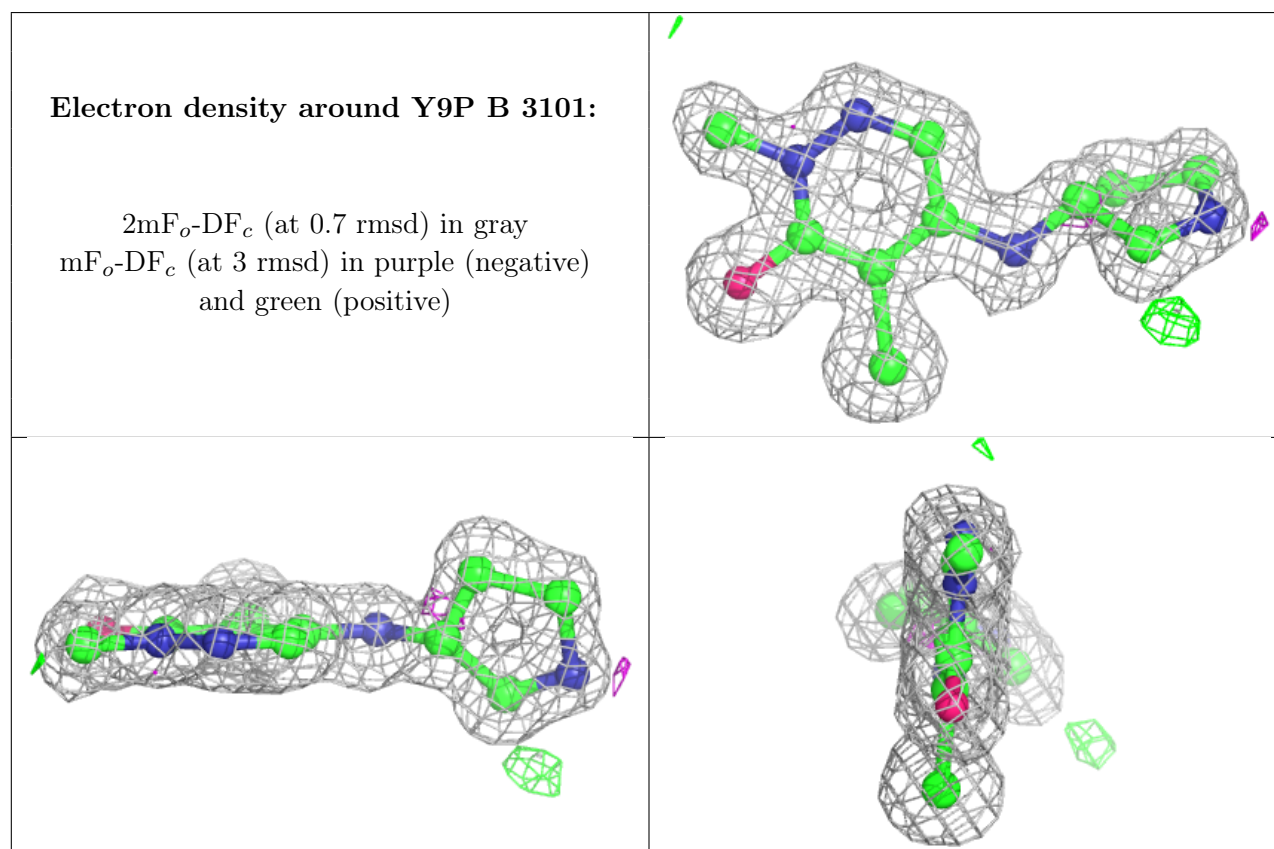 Electron density around Y9P B 3101:
2mFo-DFc (at 0.7 rmsd) in gray
mFo-DFc (at 3 rmsd) in purple (negative)
and green (positive)